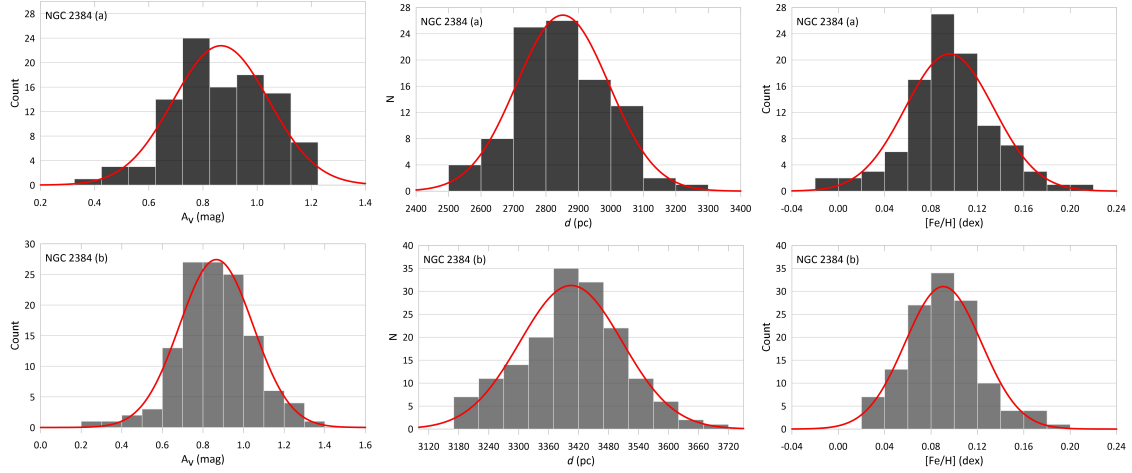 NGC 2384 (a)
Count
28
24
20
16
12
8
4
0
0.2 0.4 0.6 0.8 1.0 1.2 1.4
Av (mag)
NGC 2384 (a)
N
28
24
20
16
12
8
4
0
2400 2500 2600 2700 2800 2900 3000 3100 3200 3300 3400
d (pc)
NGC 2384 (a)
Count
28
24
20
16
12
8
4
0
-0.04 0.00 0.04 0.08 0.12 0.16 0.20 0.24
[Fe/H] (dex)
NGC 2384 (b)
Count
30
25
20
15
10
5
0
0.0 0.2 0.4 0.6 0.8 1.0 1.2 1.4 1.6
Av (mag)
NGC 2384 (b)
N
40
35
30
25
20
15
10
5
0
3120 3240 3300 3360 3420 3480 3540 3600 3660 3720
d (pc)
NGC 2384 (b)
Count
40
35
30
25
20
15
10
5
0
-0.04 0.00 0.04 0.08 0.12 0.16 0.20 0.24
[Fe/H] (dex)